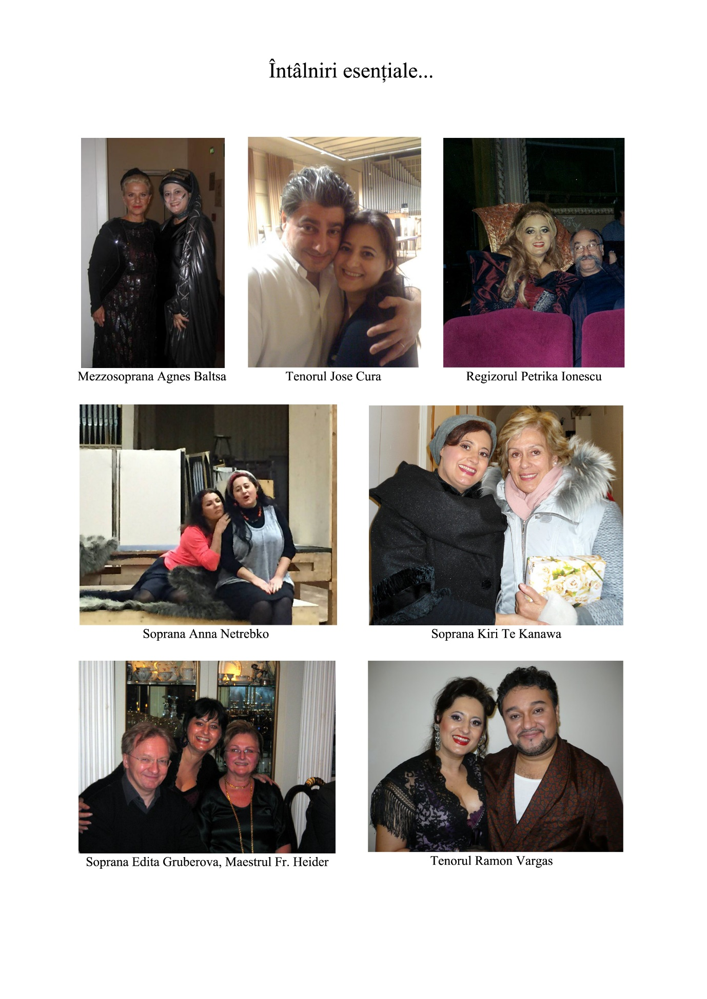 Întâlniri esențiale...
Mezzosoprana Agnes Baltsa
Tenorul Jose Cura
Regizorul Petrika Ionescu
Soprana Anna Netrebko
Soprana Kiri Te Kanawa
Soprana Edita Gruberova, Maestrul Fr. Heider
Tenorul Ramon Vargas